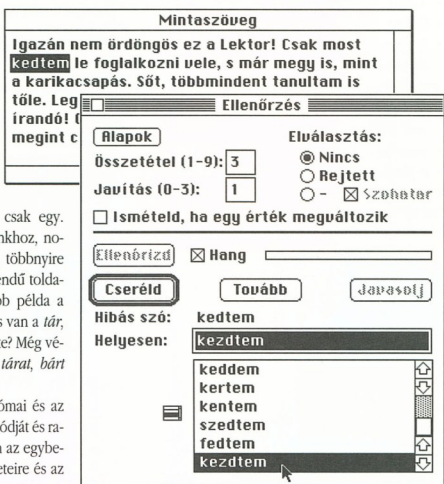 Mintaszöveg
Igazán nem ördöngös ez a Lektor! Csak most
kedtem le foglalkozni vele, s már megy is, mint
a karikacsapás. Sőt, többmindent tanultam is
tőle. Leg
írandó!
megint c
Ellenőrzés
Alapok
Összetétel (1-9): 3
Javítás (0-3): 1
Elválasztás:
Nincs
Rejtett
- Szóhatár
Ismételd, ha egy érték megváltozik
Ellenőrizd Hang
Cseréld Tovább Javasolj
Hibás szó: kedtem
Helyesen: kezdtem
keddem
kertem
kentem
szedtem
fedtem
kezdtem
csak egy.
nkhoz, no-
többnyire
endű tolda-
bb példa a
s van a tár,
te? Még vé-
tárat, bárt
ómai és az
ódját és ra-
n az egybe-
eteire és az